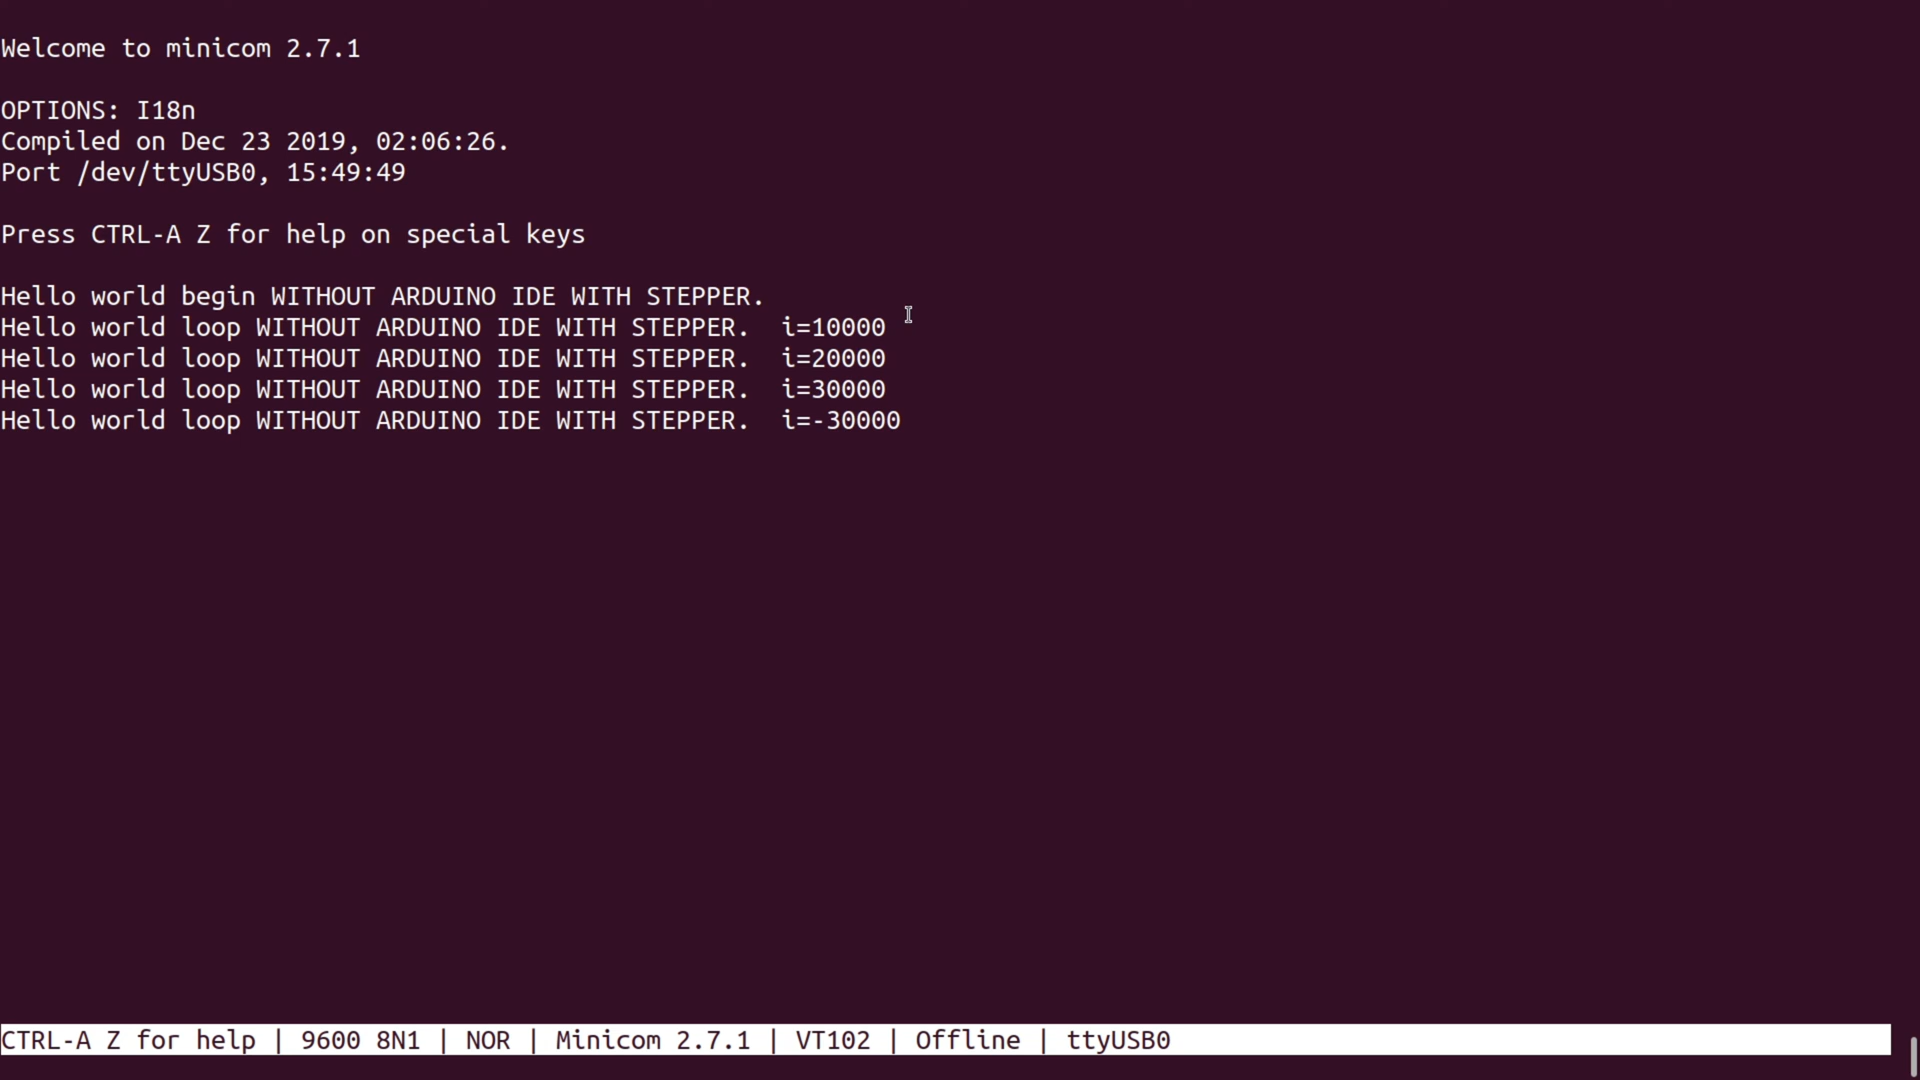 Welcome to minicom 2.7.1
OPTIONS: I18n
Compiled on Dec 23 2019, 02:06:26.
Port /dev/ttyUSB0, 15:49:49
Press CTRL-A Z for help on special keys
Hello world begin WITHOUT ARDUINO IDE WITH STEPPER.
Hello world loop WITHOUT ARDUINO IDE WITH STEPPER.  i=10000
Hello world loop WITHOUT ARDUINO IDE WITH STEPPER.  i=20000
Hello world loop WITHOUT ARDUINO IDE WITH STEPPER.  i=30000
Hello world loop WITHOUT ARDUINO IDE WITH STEPPER.  i=-30000
CTRL-A Z for help | 9600 8N1 | NOR | Minicom 2.7.1 | VT102 | Offline | ttyUSB0